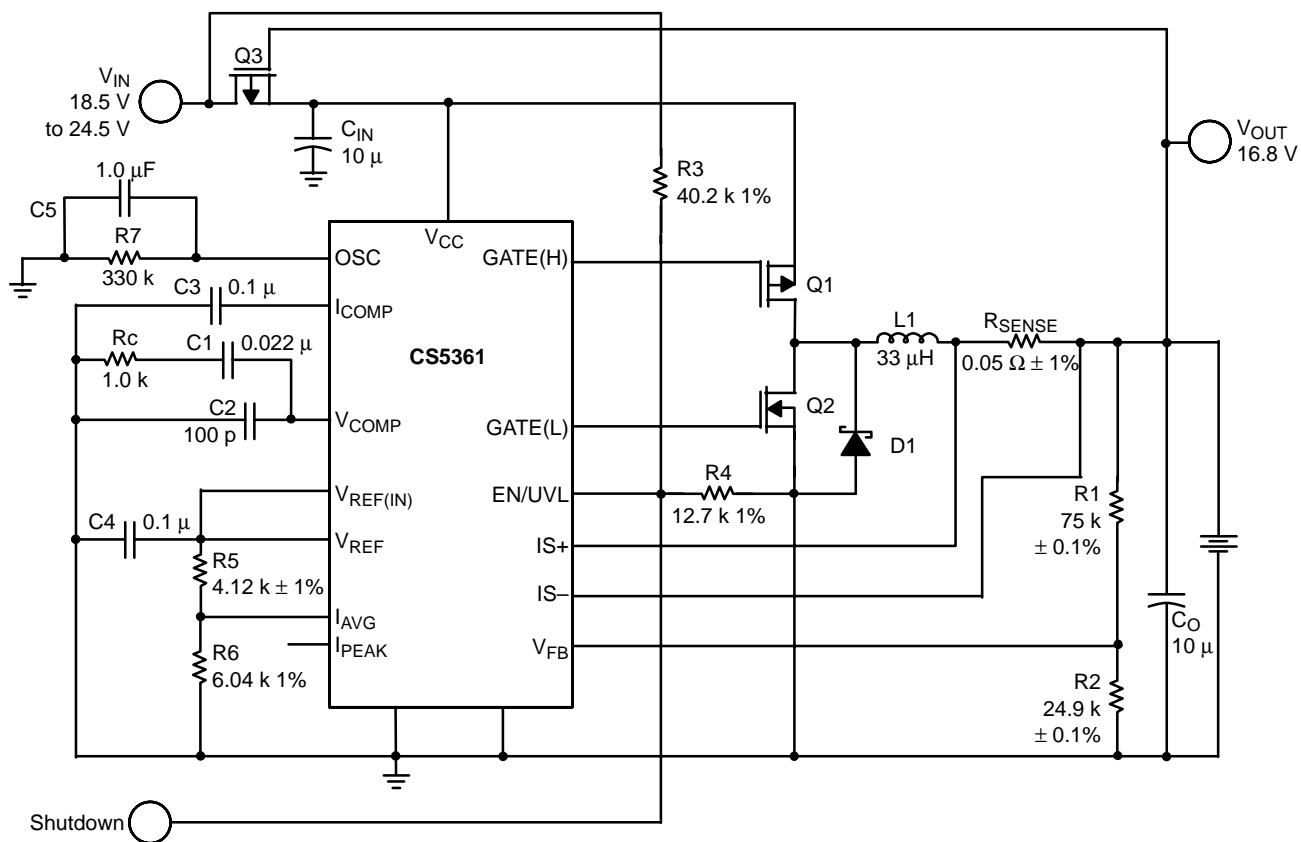 Q3
V_IN
18.5 V
to 24.5 V
C_IN
10 μ
V_OUT
16.8 V
R3
40.2 k 1%
1.0 μF
C5
R7
330 k
OSC
V_CC
GATE(H)
Q1
C3
0.1 μ
I_COMP
L1
33 μH
R_SENSE
0.05 Ω ± 1%
Rc
1.0 k
C1
0.022 μ
CS5361
C2
100 p
V_COMP
GATE(L)
Q2
D1
V_REF(IN)
EN/UVL
R4
12.7 k 1%
R1
75 k
± 0.1%
C4
0.1 μ
V_REF
IS+
R5
4.12 k ± 1%
IS–
I_AVG
I_PEAK
V_FB
C_O
10 μ
R6
6.04 k 1%
R2
24.9 k
± 0.1%
Shutdown